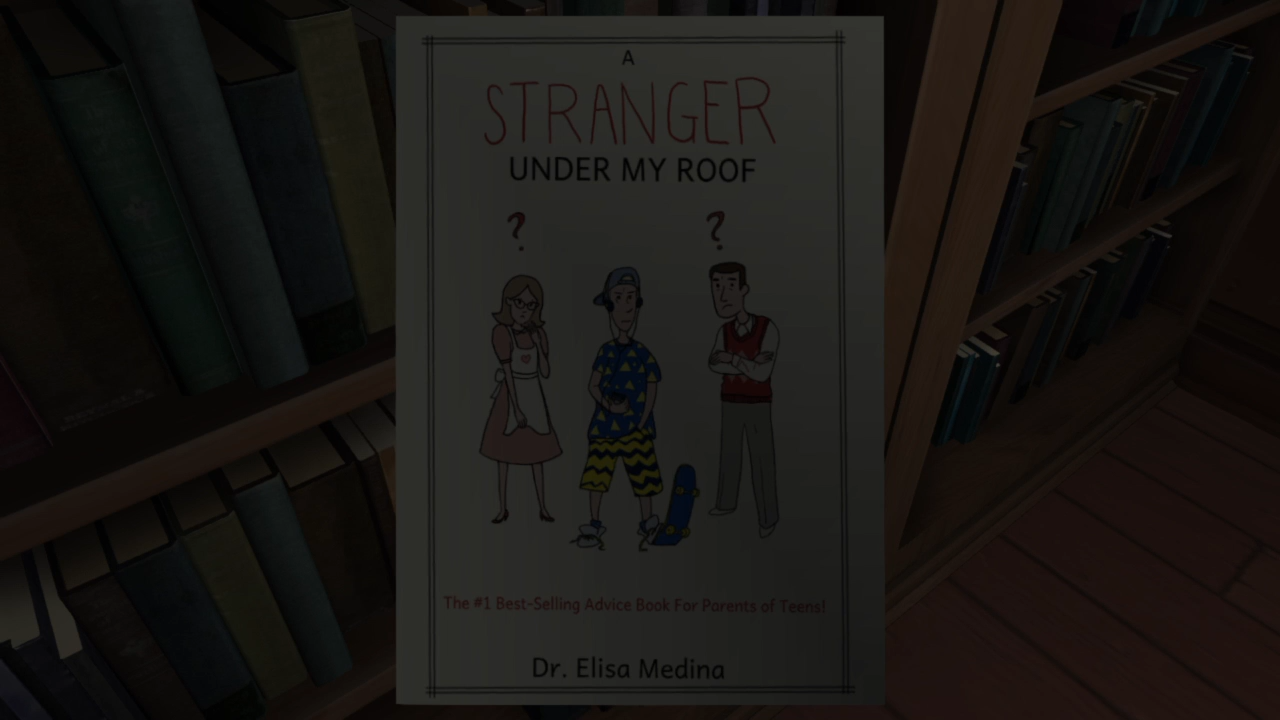 A
STRANGER
UNDER MY ROOF
?
?
The #1 Best-Selling Advice Book For Parents of Teens!
Dr. Elisa Medina